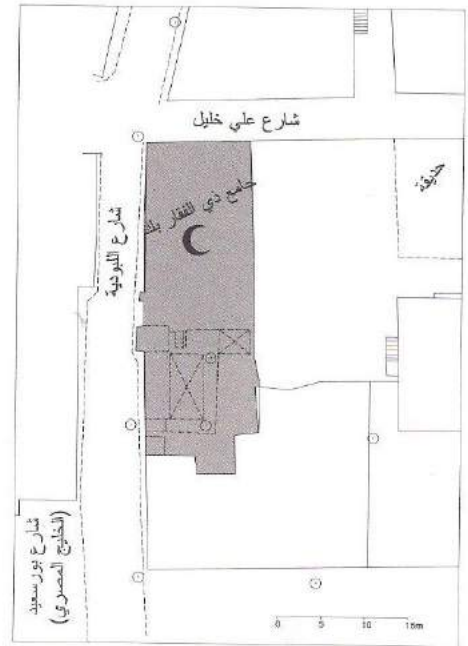 شارع علي خليل
حديقة
جامع ذي الفقار بك
شارع اللبودية
شارع بورسعيد
(الخليج المصري)
0 5 10 15m